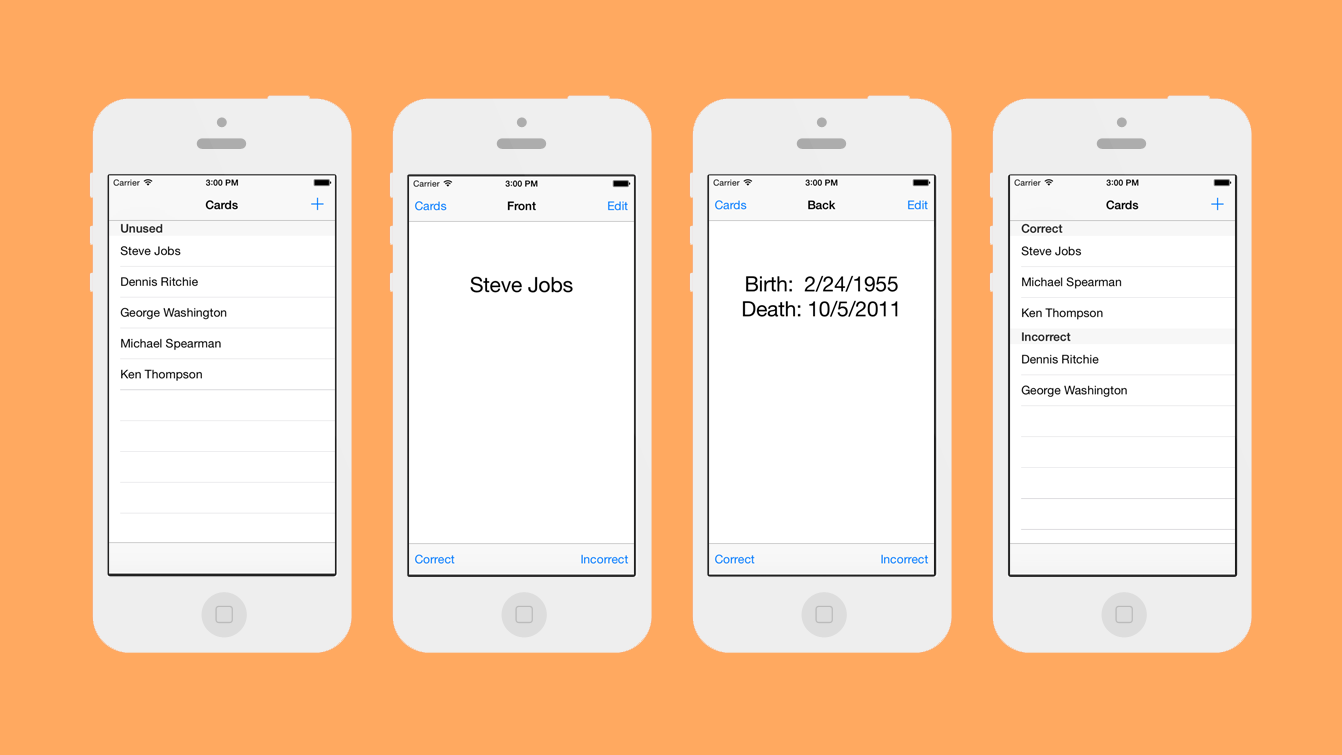 Carrier 3:00 PM
Cards +
Unused
Steve Jobs
Dennis Ritchie
George Washington
Michael Spearman
Ken Thompson
Carrier 3:00 PM
Cards Front Edit
Steve Jobs
Correct Incorrect
Carrier 3:00 PM
Cards Back Edit
Birth: 2/24/1955
Death: 10/5/2011
Correct Incorrect
Carrier 3:00 PM
Cards +
Correct
Steve Jobs
Michael Spearman
Ken Thompson
Incorrect
Dennis Ritchie
George Washington